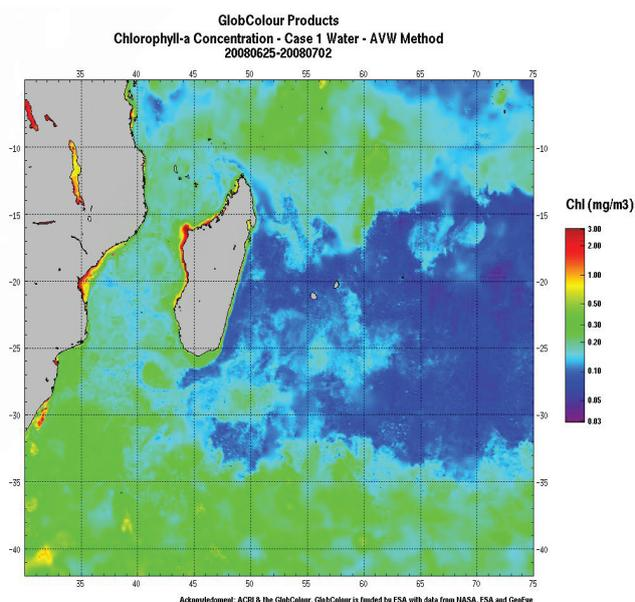 GlobColour Products
Chlorophyll-a Concentration - Case 1 Water - AVW Method
20080625-20080702
35 40 45 50 55 60 65 70 75
-10 -10
-15 -15
-20 -20
-25 -25
-30 -30
-35 -35
-40 -40
35 40 45 50 55 60 65 70 75
Chl (mg/m3)
3.00
2.00
1.00
0.50
0.30
0.20
0.10
0.05
0.03
Acknowledgment: ACRI & the GlobColour. GlobColour is funded by ESA with data from NASA, ESA and GeoEye